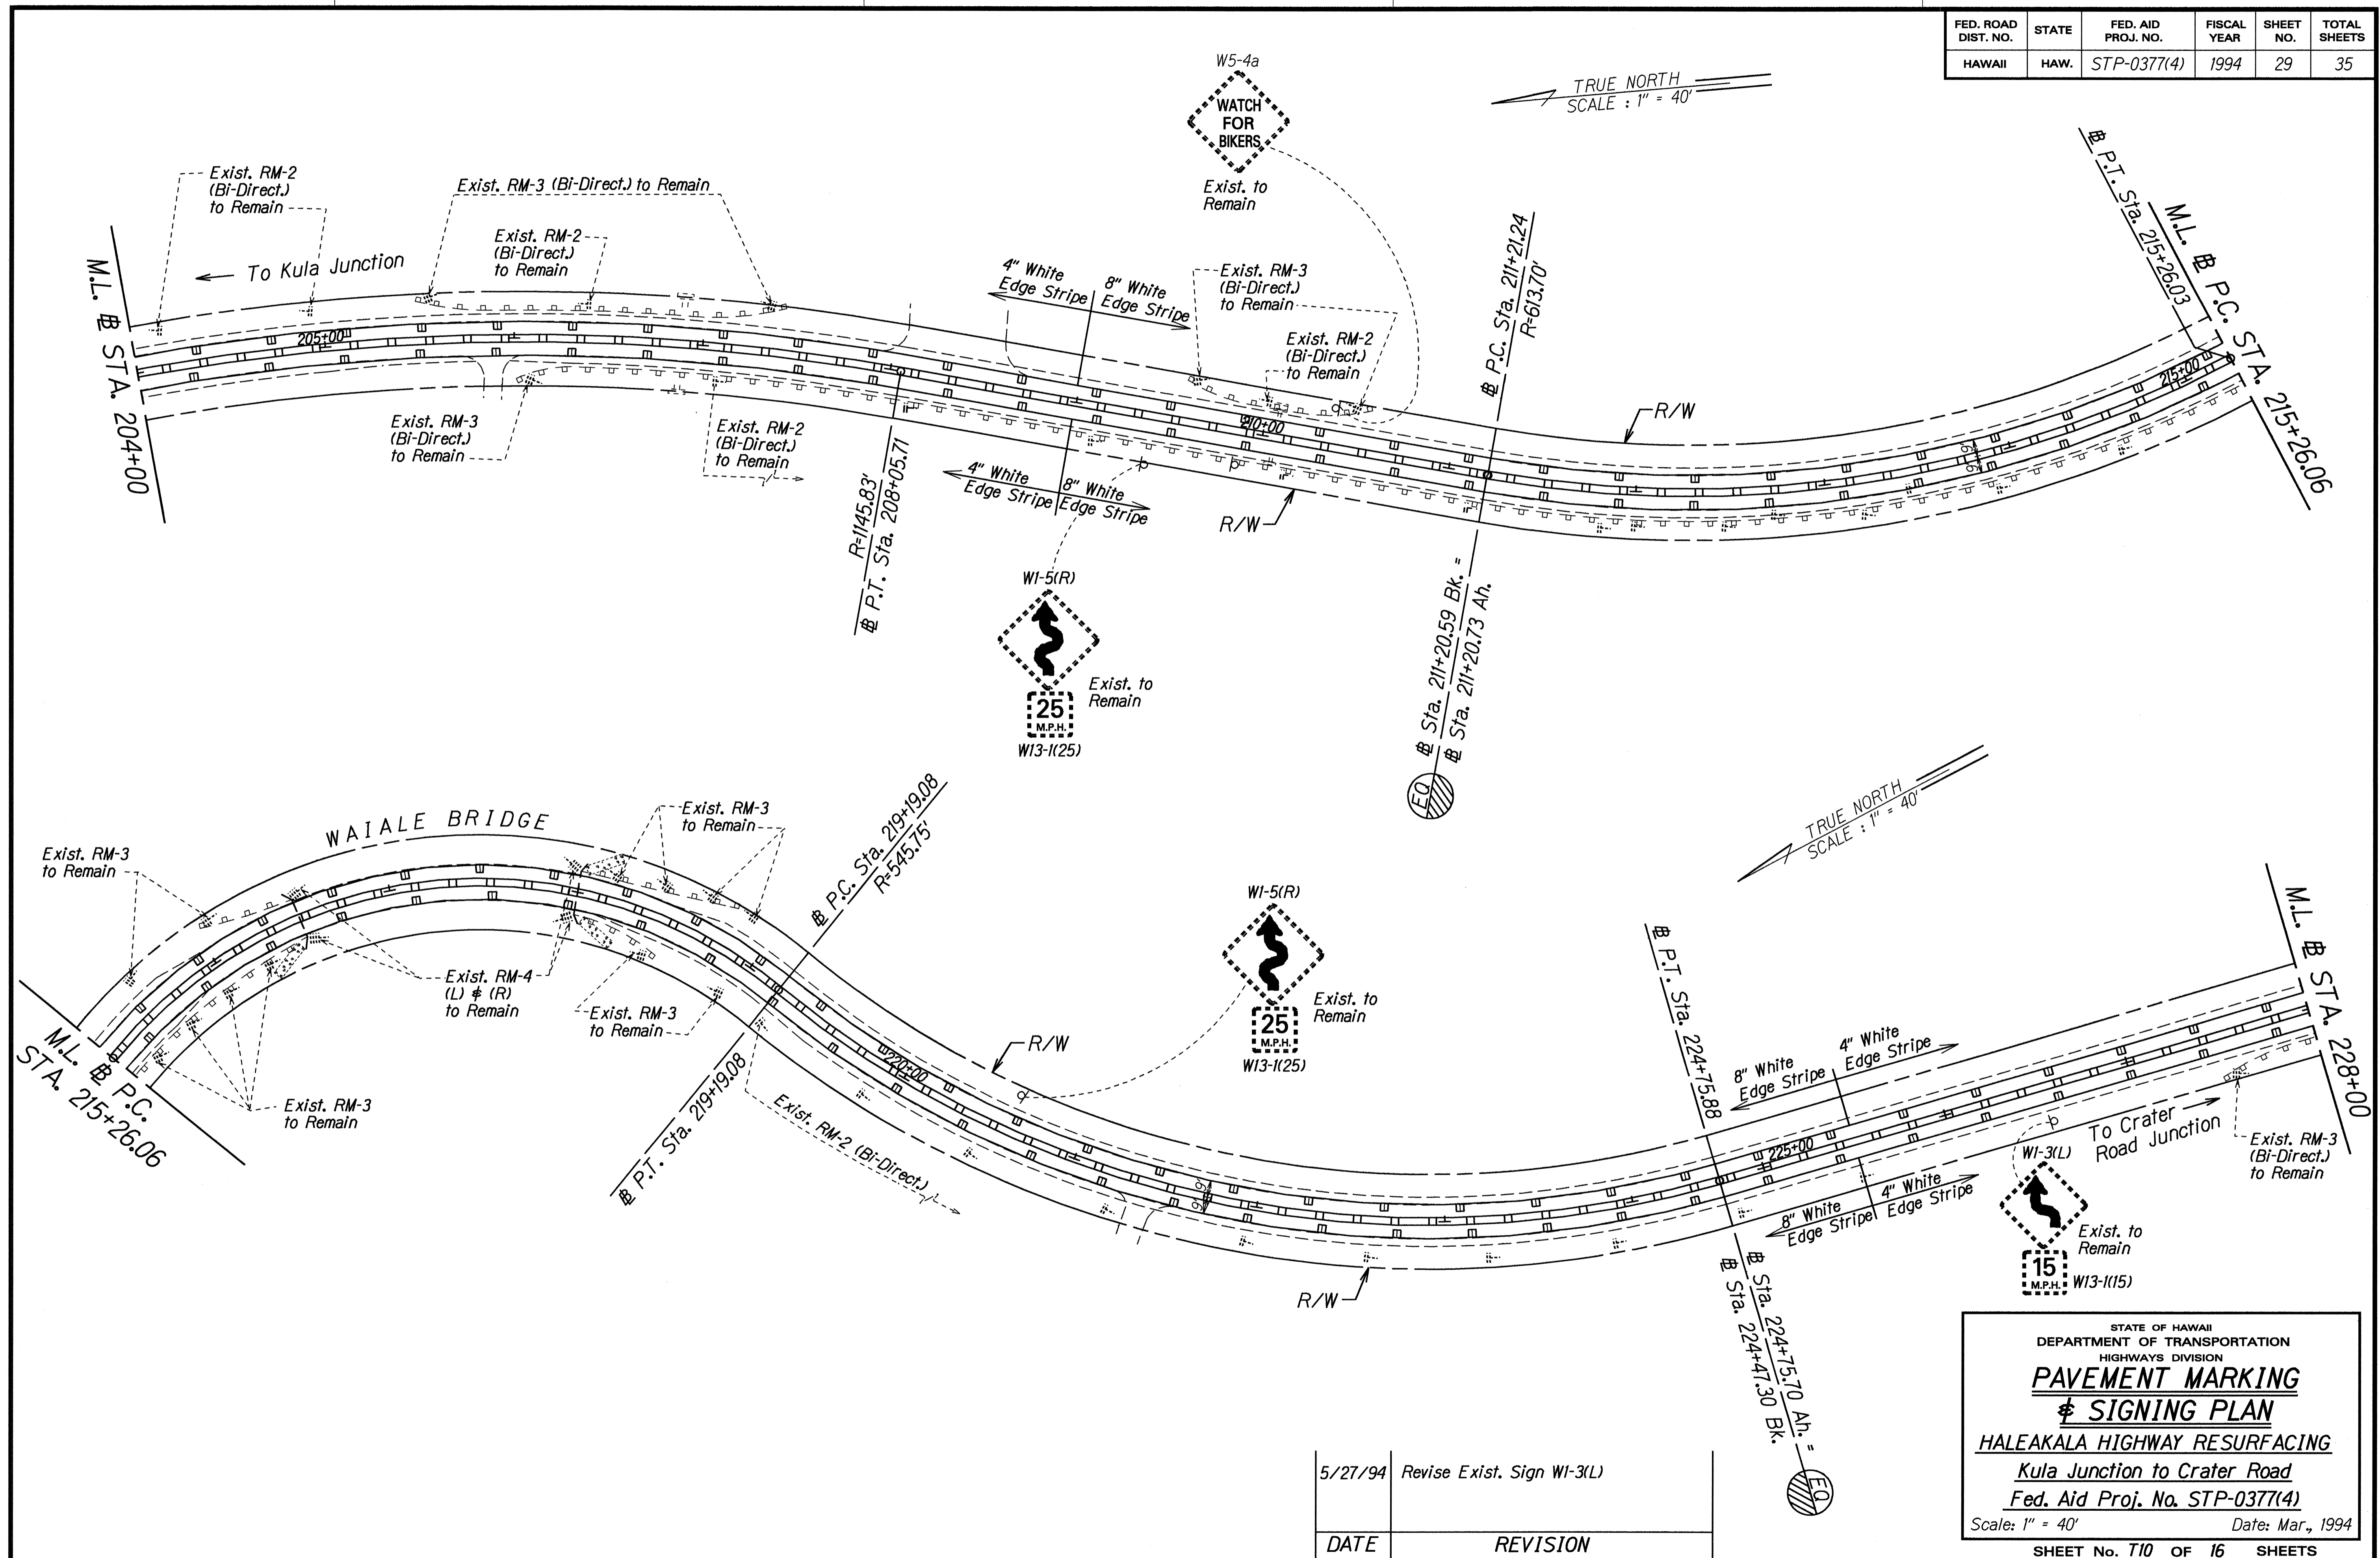 FED. ROAD DIST. NO.
STATE
FED. AID PROJ. NO.
FISCAL YEAR
SHEET NO.
TOTAL SHEETS
HAWAII
HAW.
STP-0377(4)
1994
29
35
W5-4a
WATCH
FOR
BIKERS
Exist. to
Remain
TRUE NORTH
SCALE : 1" = 40'
Exist. RM-2
(Bi-Direct.)
to Remain
Exist. RM-3 (Bi-Direct.) to Remain
Exist. RM-2
(Bi-Direct.)
to Remain
To Kula Junction
M.L. ℄ STA. 204+00
205+00
4" White
Edge Stripe
8" White
Edge Stripe
Exist. RM-3
(Bi-Direct.)
to Remain
Exist. RM-2
(Bi-Direct.)
to Remain
℄ P.C. Sta. 211+21.24
R=613.70'
℄ P.T. Sta. 215+26.03
M.L. ℄ P.C. STA. 215+26.06
215+00
210+00
R/W
9' 9'
Exist. RM-3
(Bi-Direct.)
to Remain
Exist. RM-2
(Bi-Direct.)
to Remain
R=1145.83'
℄ P.T. Sta. 208+05.71
4" White
Edge Stripe
8" White
Edge Stripe
R/W
W1-5(R)
Exist. to
Remain
25
M.P.H.
W13-1(25)
℄ Sta. 211+20.59 Bk. =
℄ Sta. 211+20.73 Ah.
EQ
TRUE NORTH
SCALE : 1" = 40'
WAIALE BRIDGE
Exist. RM-3
to Remain
Exist. RM-3
to Remain
℄ P.C. Sta. 219+19.08
R=545.75'
Exist. RM-4
(L) & (R)
to Remain
Exist. RM-3
to Remain
Exist. RM-3
to Remain
M.L. ℄ P.C.
STA. 215+26.06
℄ P.T. Sta. 219+19.08
220+00
Exist. RM-2 (Bi-Direct.)
R/W
W1-5(R)
Exist. to
Remain
25
M.P.H.
W13-1(25)
9' 9'
R/W
℄ P.T. Sta. 224+75.88
8" White
Edge Stripe
4" White
Edge Stripe
225+00
M.L. ℄ STA. 228+00
To Crater
Road Junction
8" White
Edge Stripe
4" White
Edge Stripe
Exist. RM-3
(Bi-Direct.)
to Remain
W1-3(L)
Exist. to
Remain
15
M.P.H.
W13-1(15)
℄ Sta. 224+75.70 Ah. =
℄ Sta. 224+47.30 Bk.
EQ
5/27/94 Revise Exist. Sign W1-3(L)
DATE REVISION
STATE OF HAWAII
DEPARTMENT OF TRANSPORTATION
HIGHWAYS DIVISION
PAVEMENT MARKING
& SIGNING PLAN
HALEAKALA HIGHWAY RESURFACING
Kula Junction to Crater Road
Fed. Aid Proj. No. STP-0377(4)
Scale: 1" = 40' Date: Mar., 1994
SHEET No. T10 OF 16 SHEETS